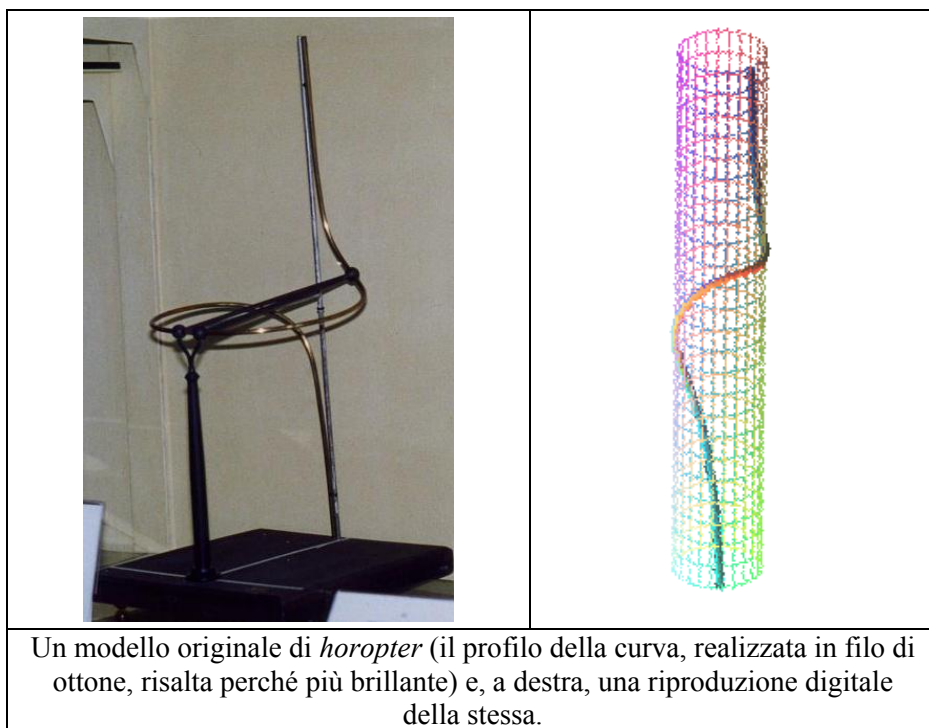 Un modello originale di horopter (il profilo della curva, realizzata in filo di
ottone, risalta perché più brillante) e, a destra, una riproduzione digitale
della stessa.